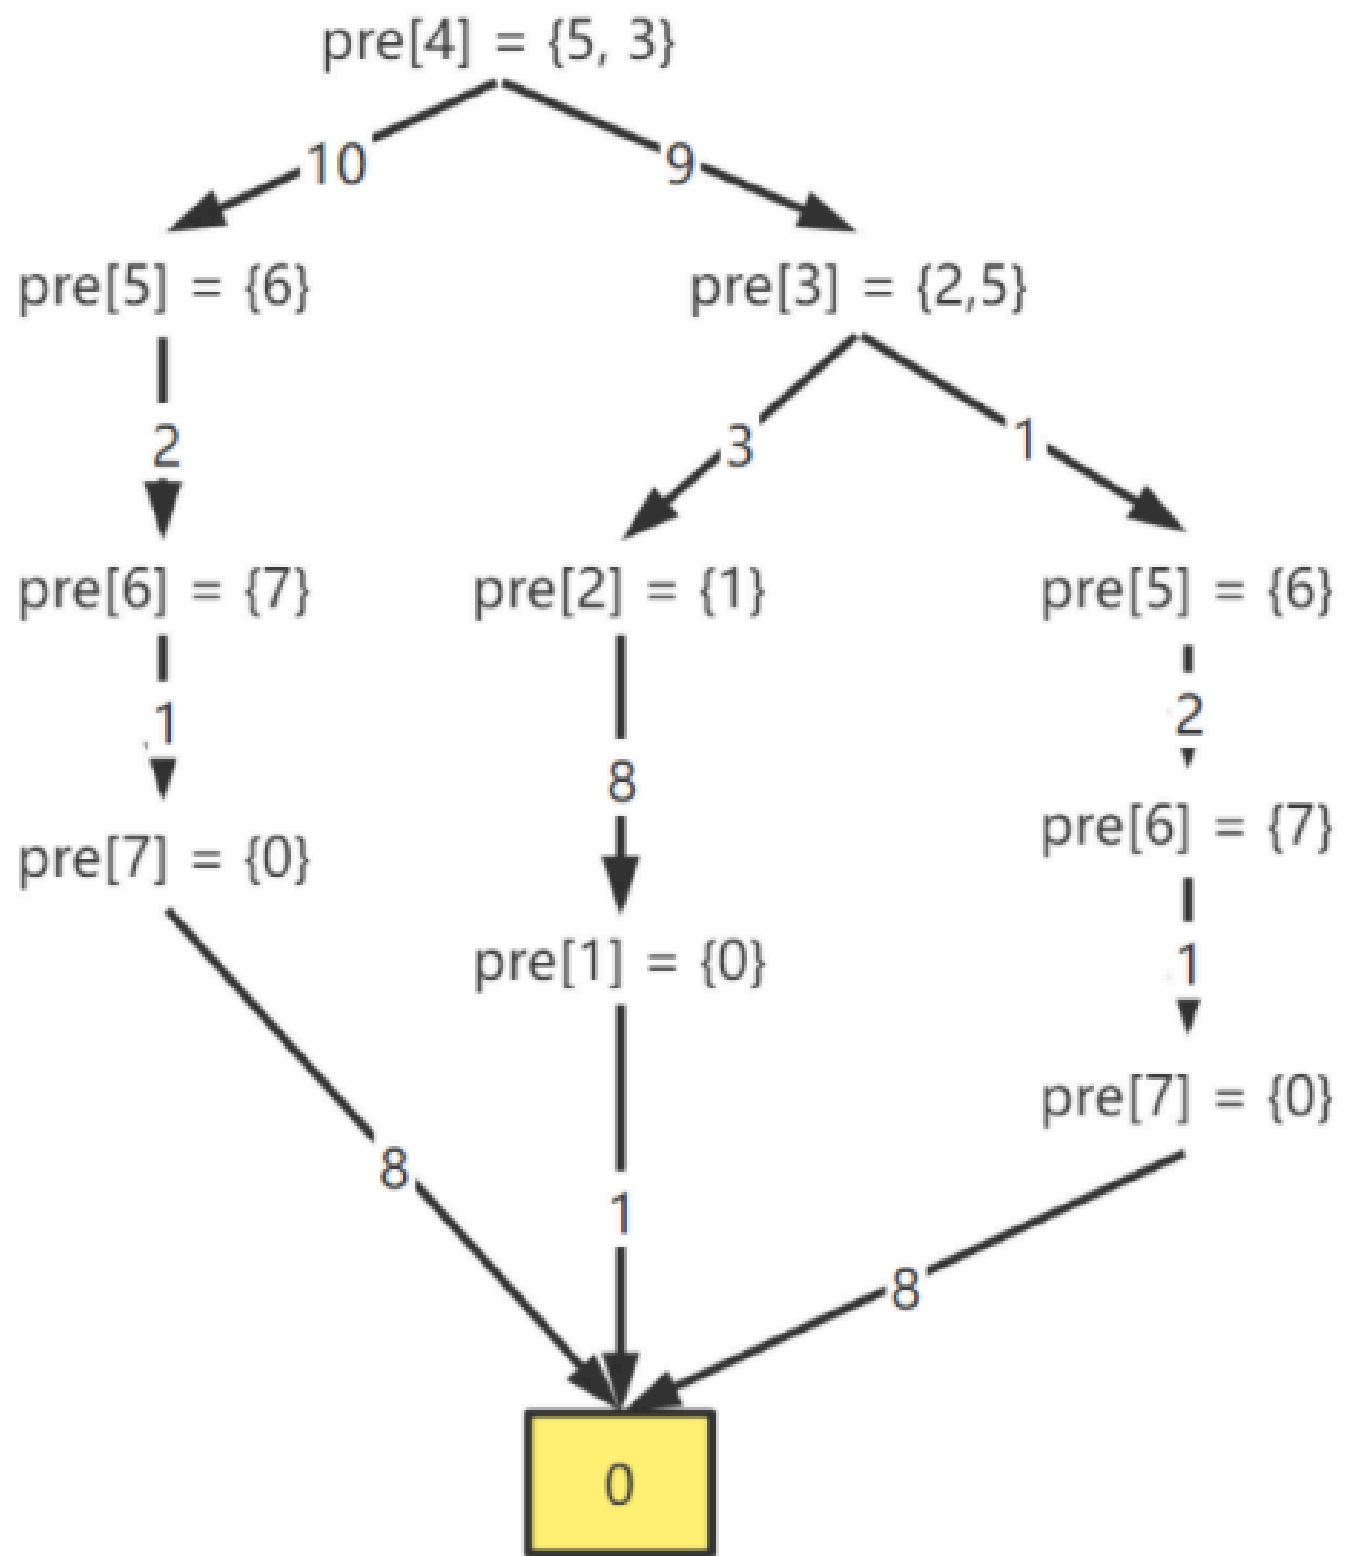 pre[4] = {5, 3}
10
9
pre[5] = {6}
pre[3] = {2,5}
2
3
1
pre[6] = {7}
pre[2] = {1}
pre[5] = {6}
1
8
2
pre[7] = {0}
pre[6] = {7}
pre[1] = {0}
1
pre[7] = {0}
8
1
8
0